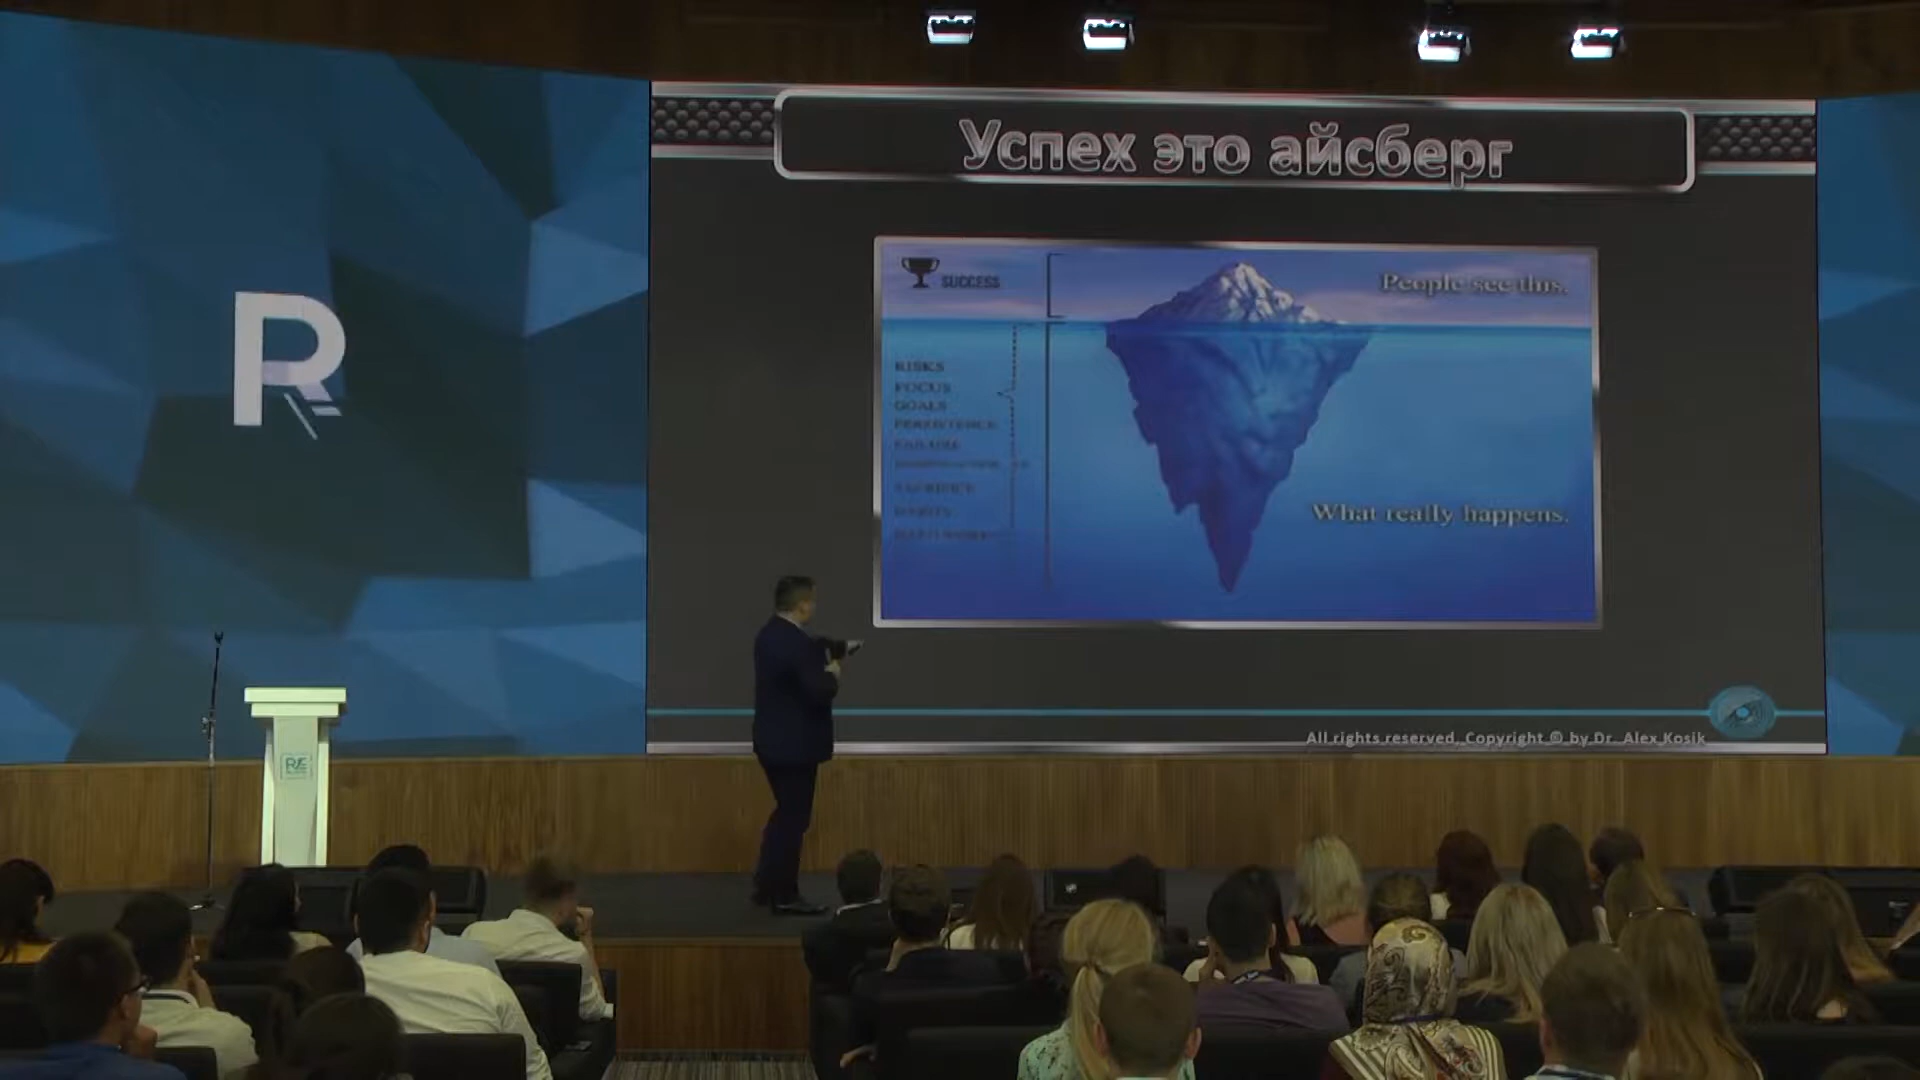 Успех это айсберг
SUCCESS
People see this.
RISKS
FOCUS
GOALS
PERSISTENCE
FAILURE
What really happens.
All rights reserved, Copyright © by Dr. Alex Kosik
R